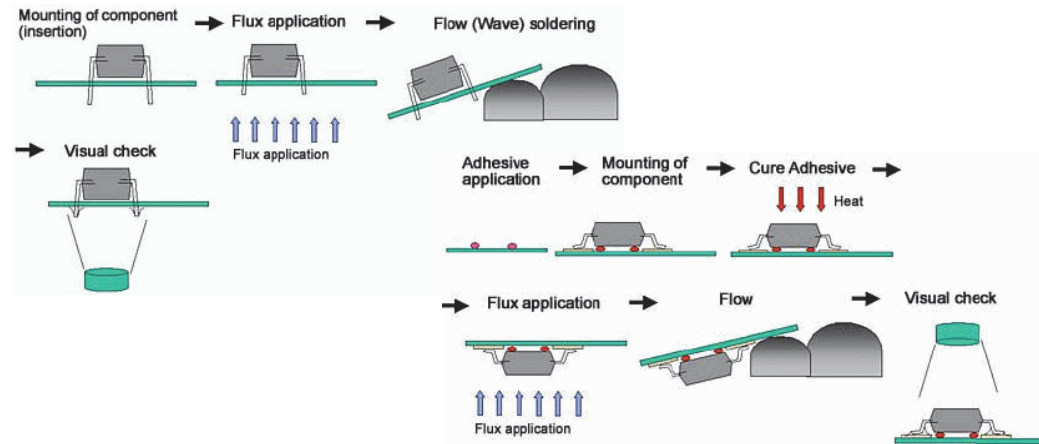 Mounting of component
(insertion)
Flux application
Flow (Wave) soldering
Flux application
Visual check
Adhesive
application
Mounting of
component
Cure Adhesive
Heat
Flux application
Flow
Visual check
Flux application